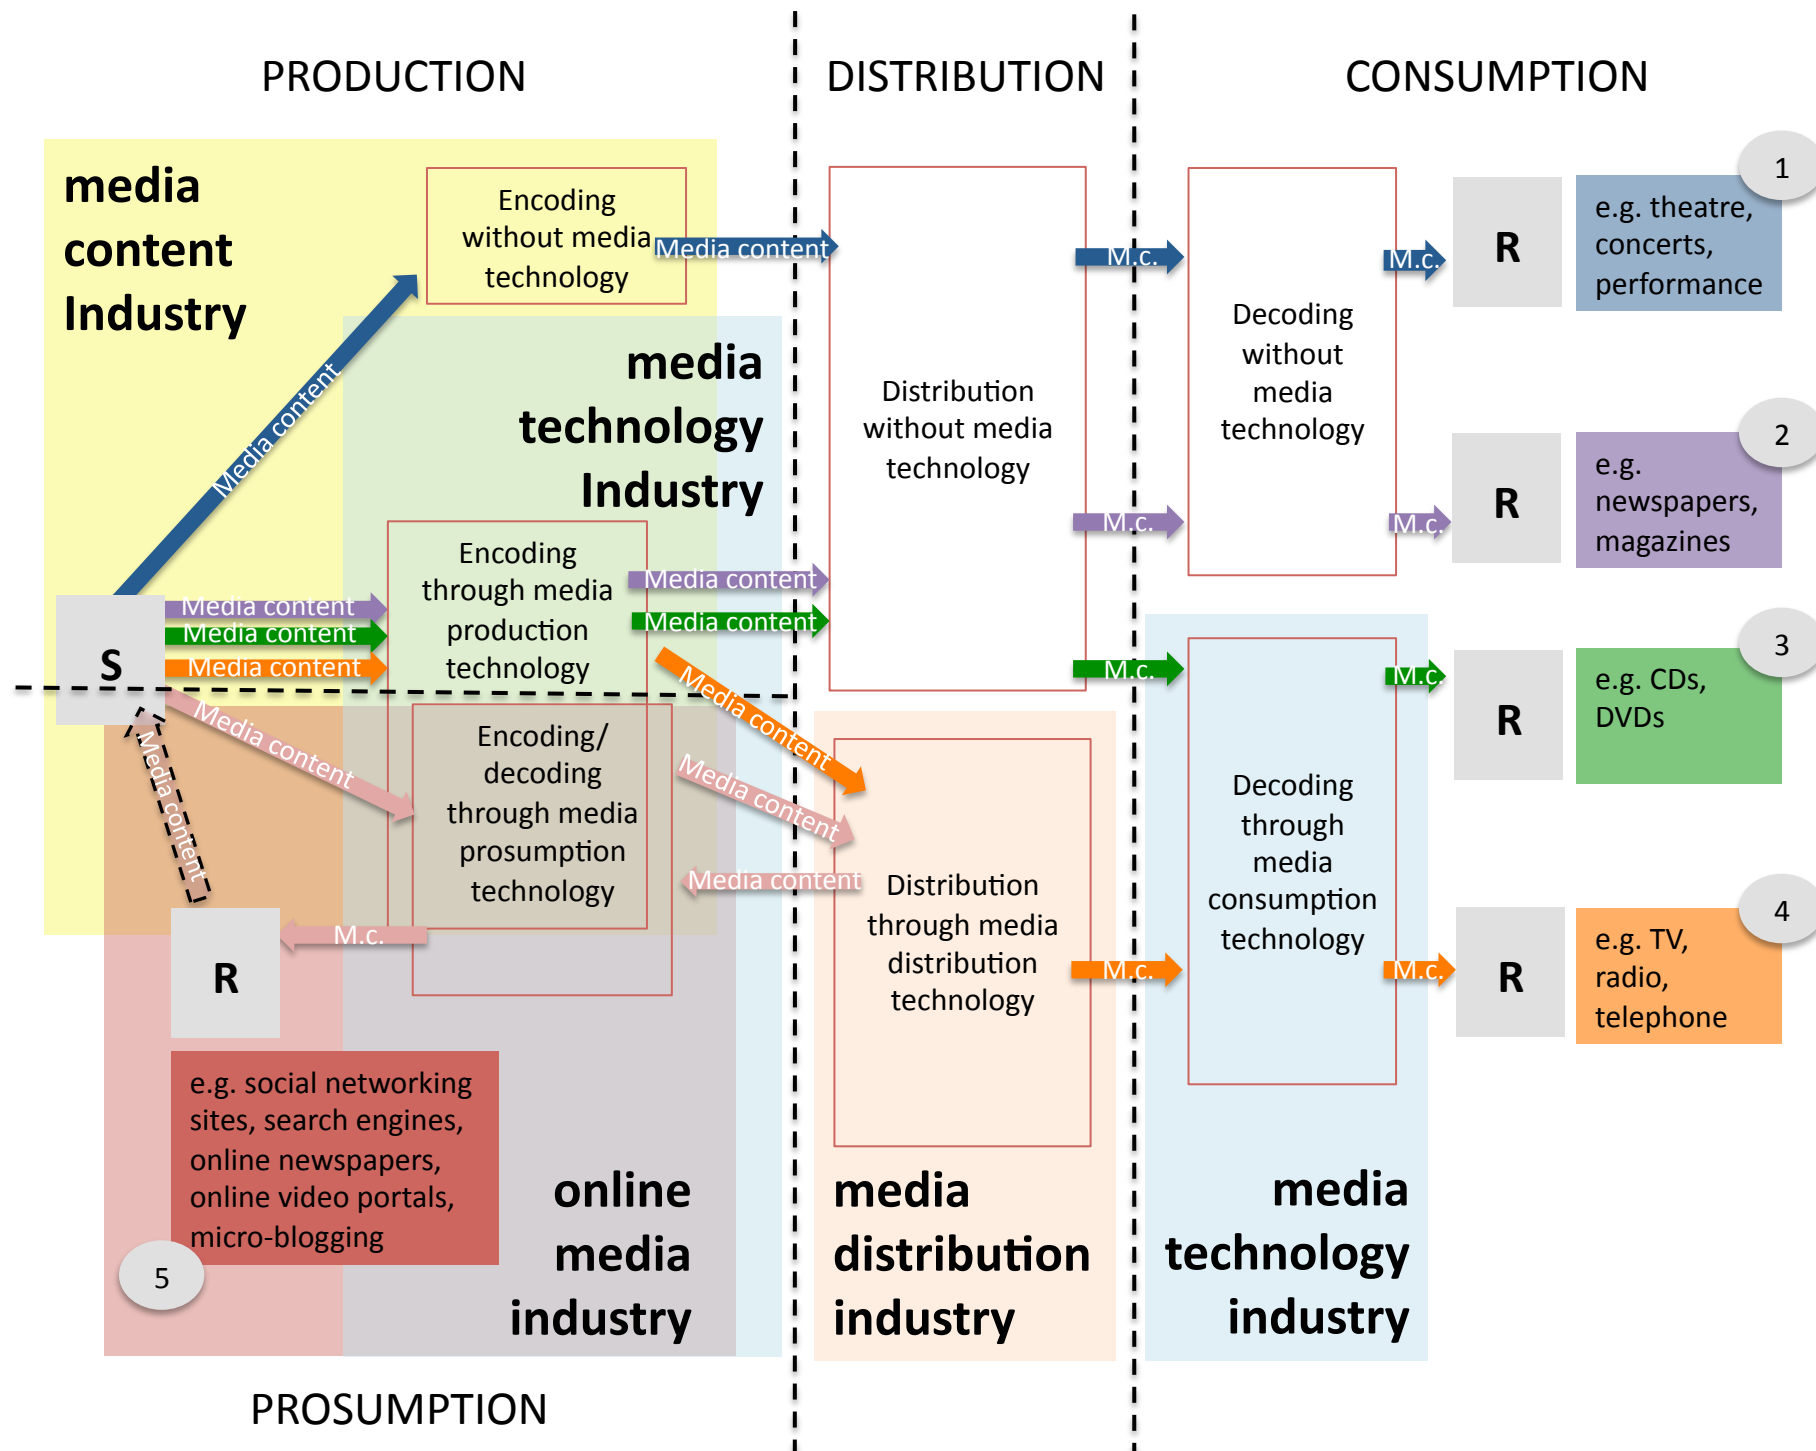 PRODUCTION
DISTRIBUTION
CONSUMPTION
media
content
Industry
Encoding
without media
technology
Media content
Media content
media
technology
Industry
Encoding
through media
production
technology
S
Media content
Media content
Media content
Media content
Media content
Media content
Media content
Media content
Encoding/
decoding
through media
prosumption
technology
Media content
Media content
M.c.
R
e.g. social networking
sites, search engines,
online newspapers,
online video portals,
micro-blogging
5
online
media
industry
PROSUMPTION
Distribution
without media
technology
M.c.
M.c.
M.c.
Distribution
through media
distribution
technology
M.c.
media
distribution
industry
Decoding
without
media
technology
M.c.
M.c.
Decoding
through
media
consumption
technology
M.c
M.c.
media
technology
industry
R
e.g. theatre,
concerts,
performance
1
R
e.g.
newspapers,
magazines
2
R
e.g. CDs,
DVDs
3
R
e.g. TV,
radio,
telephone
4